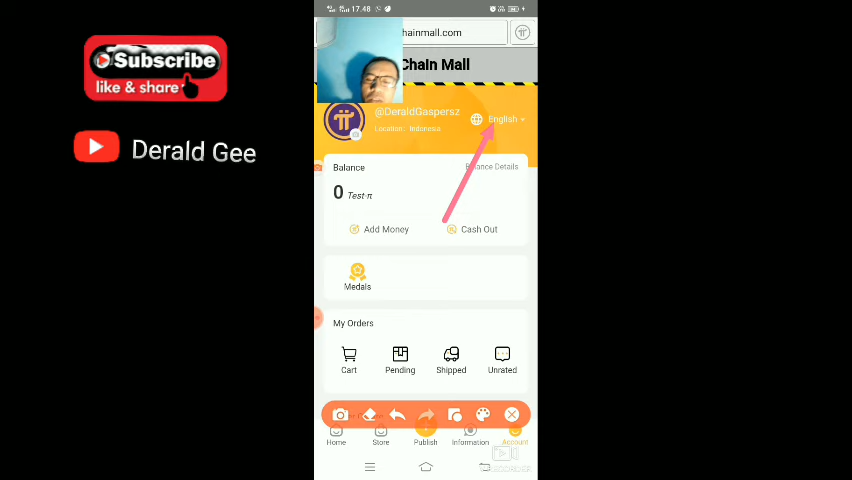 17.48
hainmall.com
Chain Mall
Subscribe
like & share
Derald Gee
@DeraldGaspersz
Location: Indonesia
English
Balance
Balance Details
0 Test-π
Add Money
Cash Out
Medals
My Orders
Cart
Pending
Shipped
Unrated
Home
Store
Publish
Information
Account